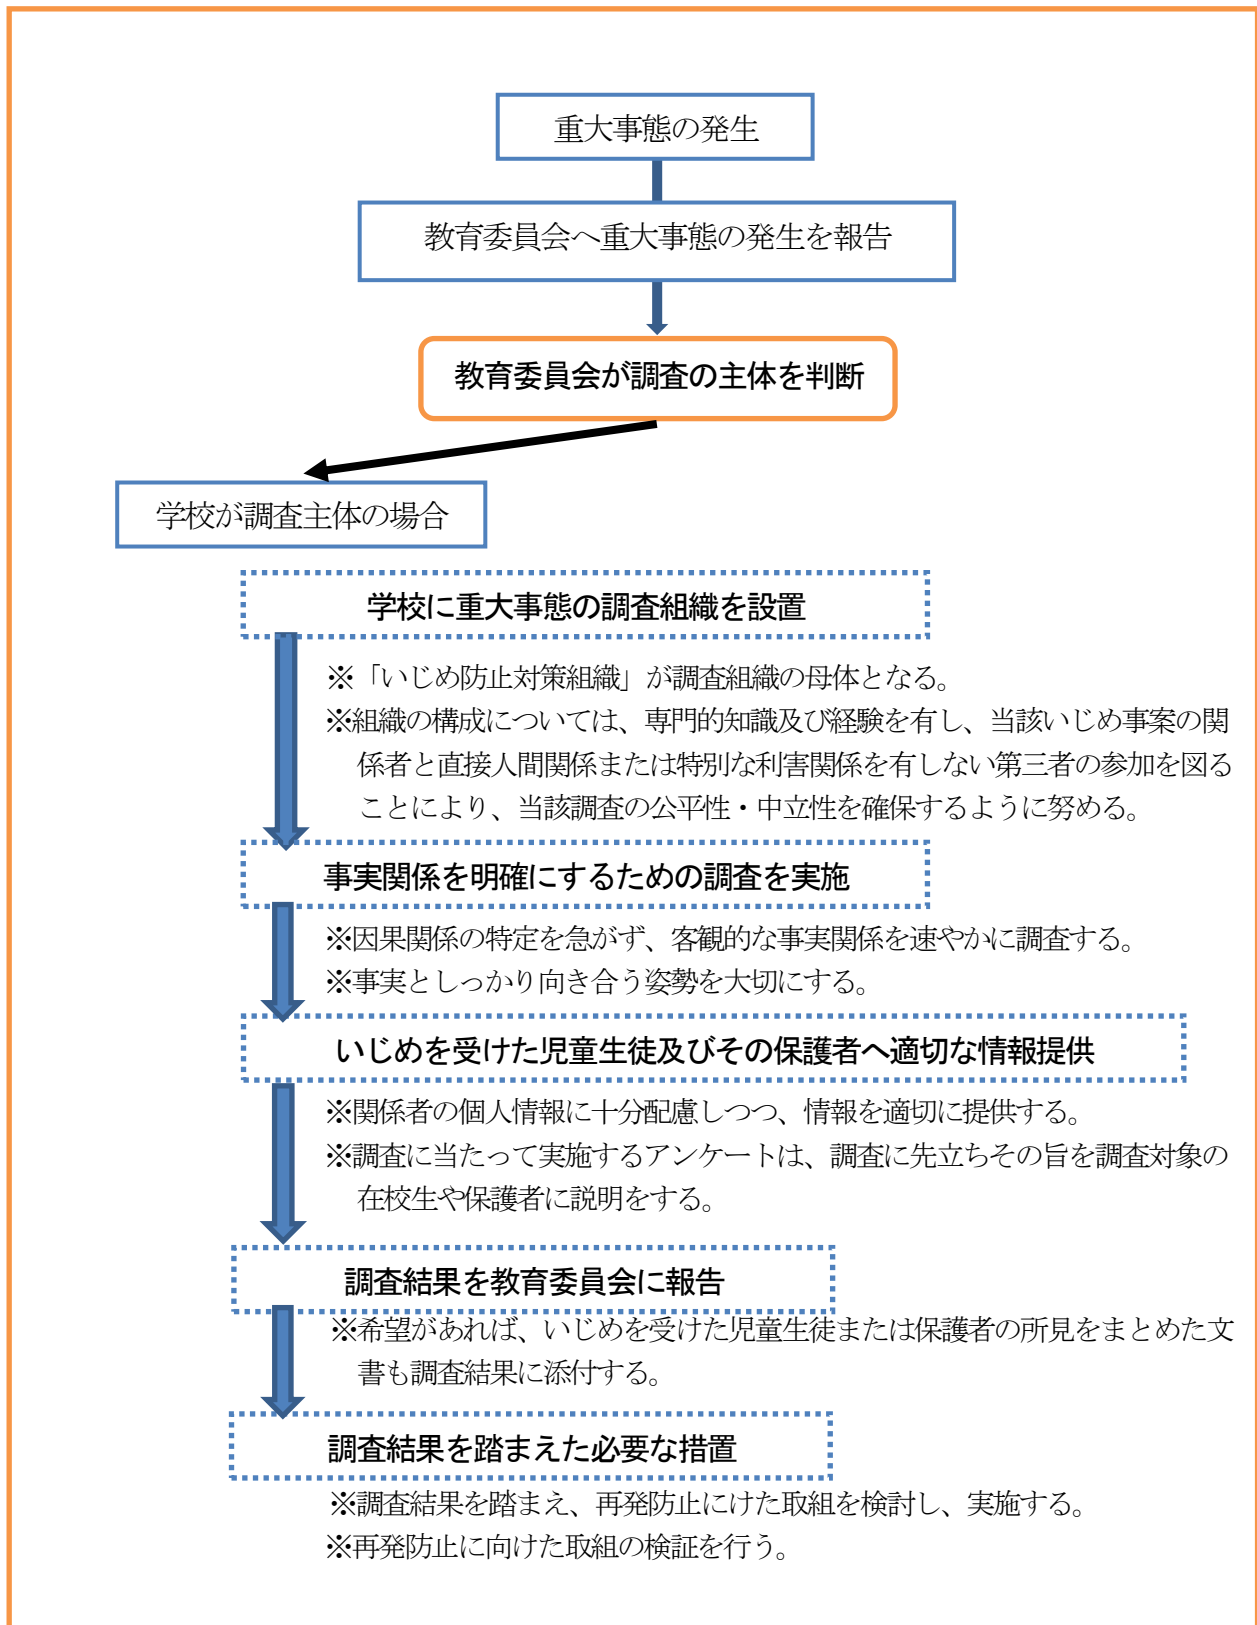 重大事態の発生
教育委員会へ重大事態の発生を報告
教育委員会が調査の主体を判断
学校が調査主体の場合
学校に重大事態の調査組織を設置
※「いじめ防止対策組織」が調査組織の母体となる。
※組織の構成については、専門的知識及び経験を有し、当該いじめ事案の関
係者と直接人間関係または特別な利害関係を有しない第三者の参加を図る
ことにより、当該調査の公平性・中立性を確保するように努める。
事実関係を明確にするための調査を実施
※因果関係の特定を急がず、客観的な事実関係を速やかに調査する。
※事実としっかり向き合う姿勢を大切にする。
いじめを受けた児童生徒及びその保護者へ適切な情報提供
※関係者の個人情報に十分配慮しつつ、情報を適切に提供する。
※調査に当たって実施するアンケートは、調査に先立ちその旨を調査対象の
在校生や保護者に説明をする。
調査結果を教育委員会に報告
※希望があれば、いじめを受けた児童生徒または保護者の所見をまとめた文
書も調査結果に添付する。
調査結果を踏まえた必要な措置
※調査結果を踏まえ、再発防止にけた取組を検討し、実施する。
※再発防止に向けた取組の検証を行う。